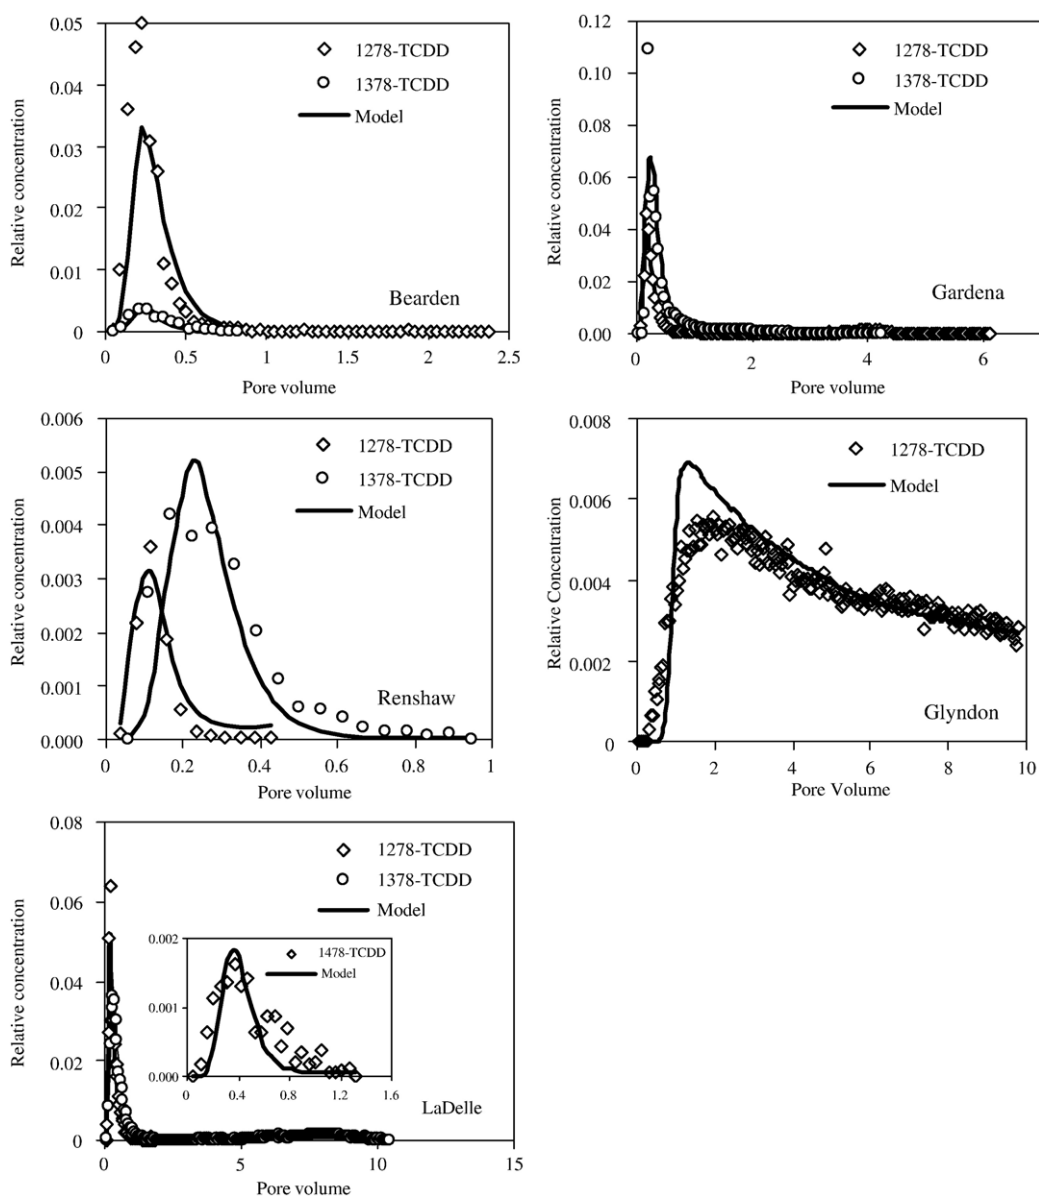 0.05
0.04
0.03
0.02
0.01
0
Relative concentration
1278-TCDD
1378-TCDD
Model
Bearden
0 0.5 1 1.5 2 2.5
Pore volume
0.12
0.10
0.08
0.06
0.04
0.02
0.00
Relative concentration
1278-TCDD
1378-TCDD
Model
Gardena
0 2 4 6
Pore volume
0.006
0.005
0.004
0.003
0.002
0.001
0.000
Relative concentration
1278-TCDD
1378-TCDD
Model
Renshaw
0 0.2 0.4 0.6 0.8 1
Pore volume
0.008
0.006
0.004
0.002
0
Relative Concentration
1278-TCDD
Model
Glyndon
0 2 4 6 8 10
Pore Volume
0.08
0.06
0.04
0.02
0
Relative concentration
1278-TCDD
1378-TCDD
Model
0.002
0.001
0.000
1478-TCDD
Model
0 0.4 0.8 1.2 1.6
LaDelle
0 5 10 15
Pore volume